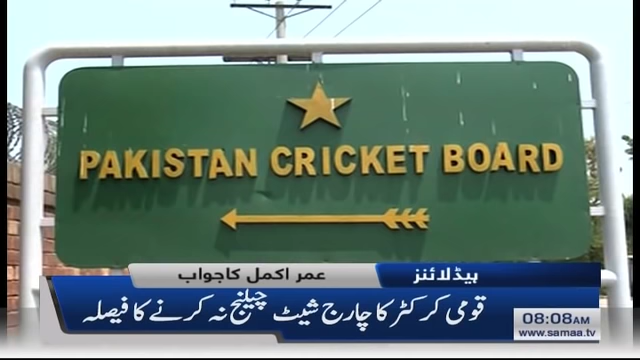 PAKISTAN CRICKET BOARD
ہیڈلائنز عمر اکمل کا جواب
قومی کرکٹر کا چارج شیٹ چیلنج نہ کرنے کا فیصلہ
08:08AM
www.samaa.tv